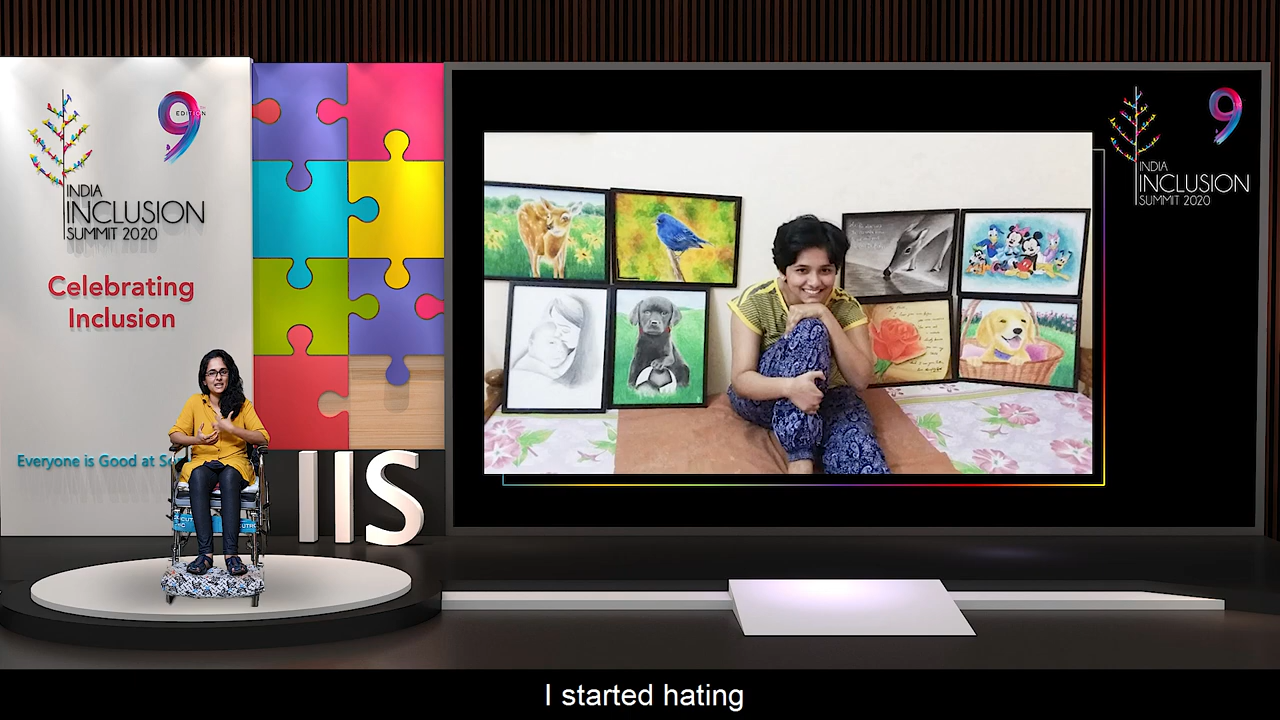 9
EDITION
INDIA
INCLUSION
SUMMIT 2020
Celebrating
Inclusion
Everyone is Good at
IIS
9
INDIA
INCLUSION
SUMMIT 2020
I started hating